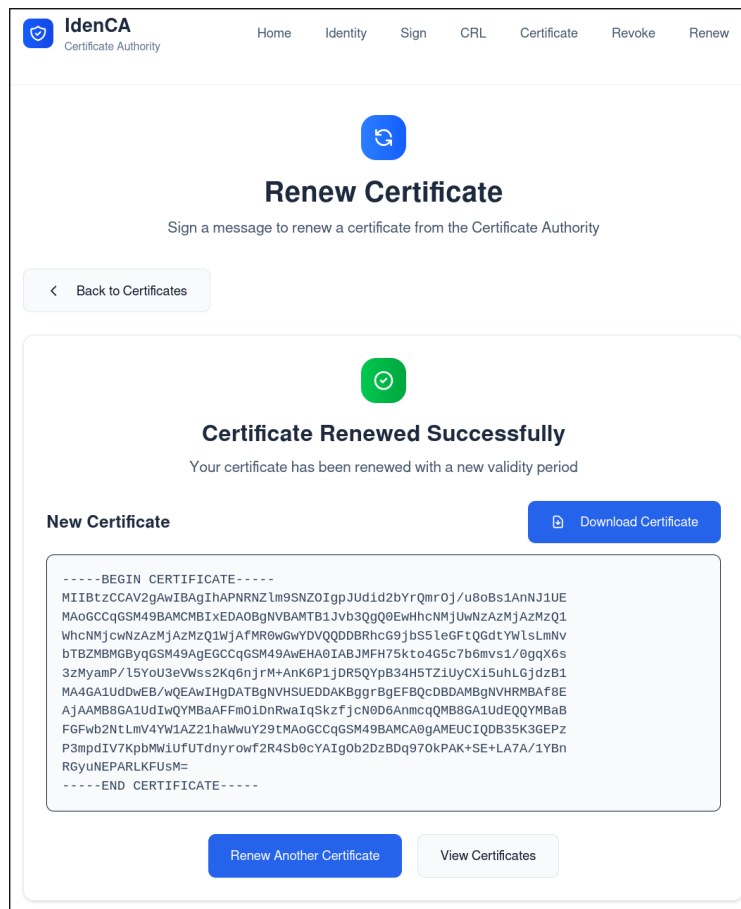 IdenCA
Certificate Authority
Home Identity Sign CRL Certificate Revoke Renew
Renew Certificate
Sign a message to renew a certificate from the Certificate Authority
Back to Certificates
Certificate Renewed Successfully
Your certificate has been renewed with a new validity period
New Certificate
Download Certificate
-----BEGIN CERTIFICATE-----
MIIBtzCCAV2gAwIBAgIhAPNRNZlm9SNZOIgpJUdid2bYrQmrOj/u8oBs1AnNJ1UE
MAoGCCqGSM49BAMCMBIxEDAOBgNVBAMTB1Jvb3QgQ0EwHhcNMjUwNzAzMjAzMzQ1
WhcNMjcwNzAzMjAzMzQ1WjAfMR0wGwYDVQQDDBRhcG9jbS5leGFtQGdtYWlsLmNv
bTBZMBMGByqGSM49AgEGCCqGSM49AwEHA0IABJMFH75kto4G5c7b6mvs1/0gqX6s
3zMyamP/l5YoU3eVWss2Kq6njrM+AnK6P1jDR5QYpB34H5TZiUyCXi5uhLGjdzB1
MA4GA1UdDwEB/wQEAwIHgDATBgNVHSUEDDAKBggrBgEFBQcDBDAMBgNVHRMBAf8E
AjAAMB8GA1UdIwQYMBaAFFmOiDnRwaIqSkzfjcN0D6AnmcqQMB8GA1UdEQQYMBaB
FGFwb2NtLmV4YW1AZ21haWwuY29tMAoGCCqGSM49BAMCA0gAMEUCIQDB35K3GEPz
P3mpdIV7KpbMWiUfUTdnyrowf2R4Sb0cYAIgOb2DzBDq97OkPAK+SE+LA7A/1YBn
RGyuNEPARLKFUsM=
-----END CERTIFICATE-----
Renew Another Certificate View Certificates